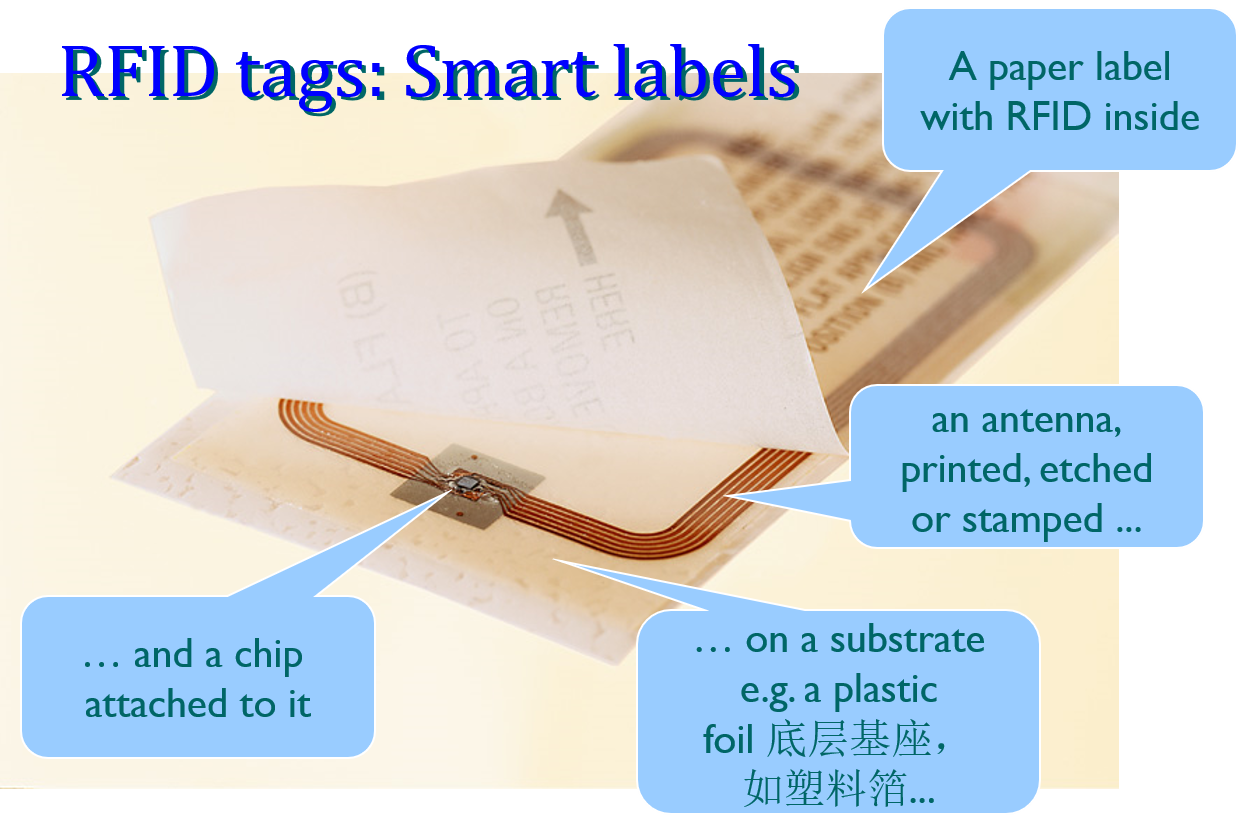 RFID tags: Smart labels
A paper label
with RFID inside
HERE
REMOVE
an antenna,
printed, etched
or stamped ...
… and a chip
attached to it
… on a substrate
e.g. a plastic
foil 底层基座，
如塑料箔...